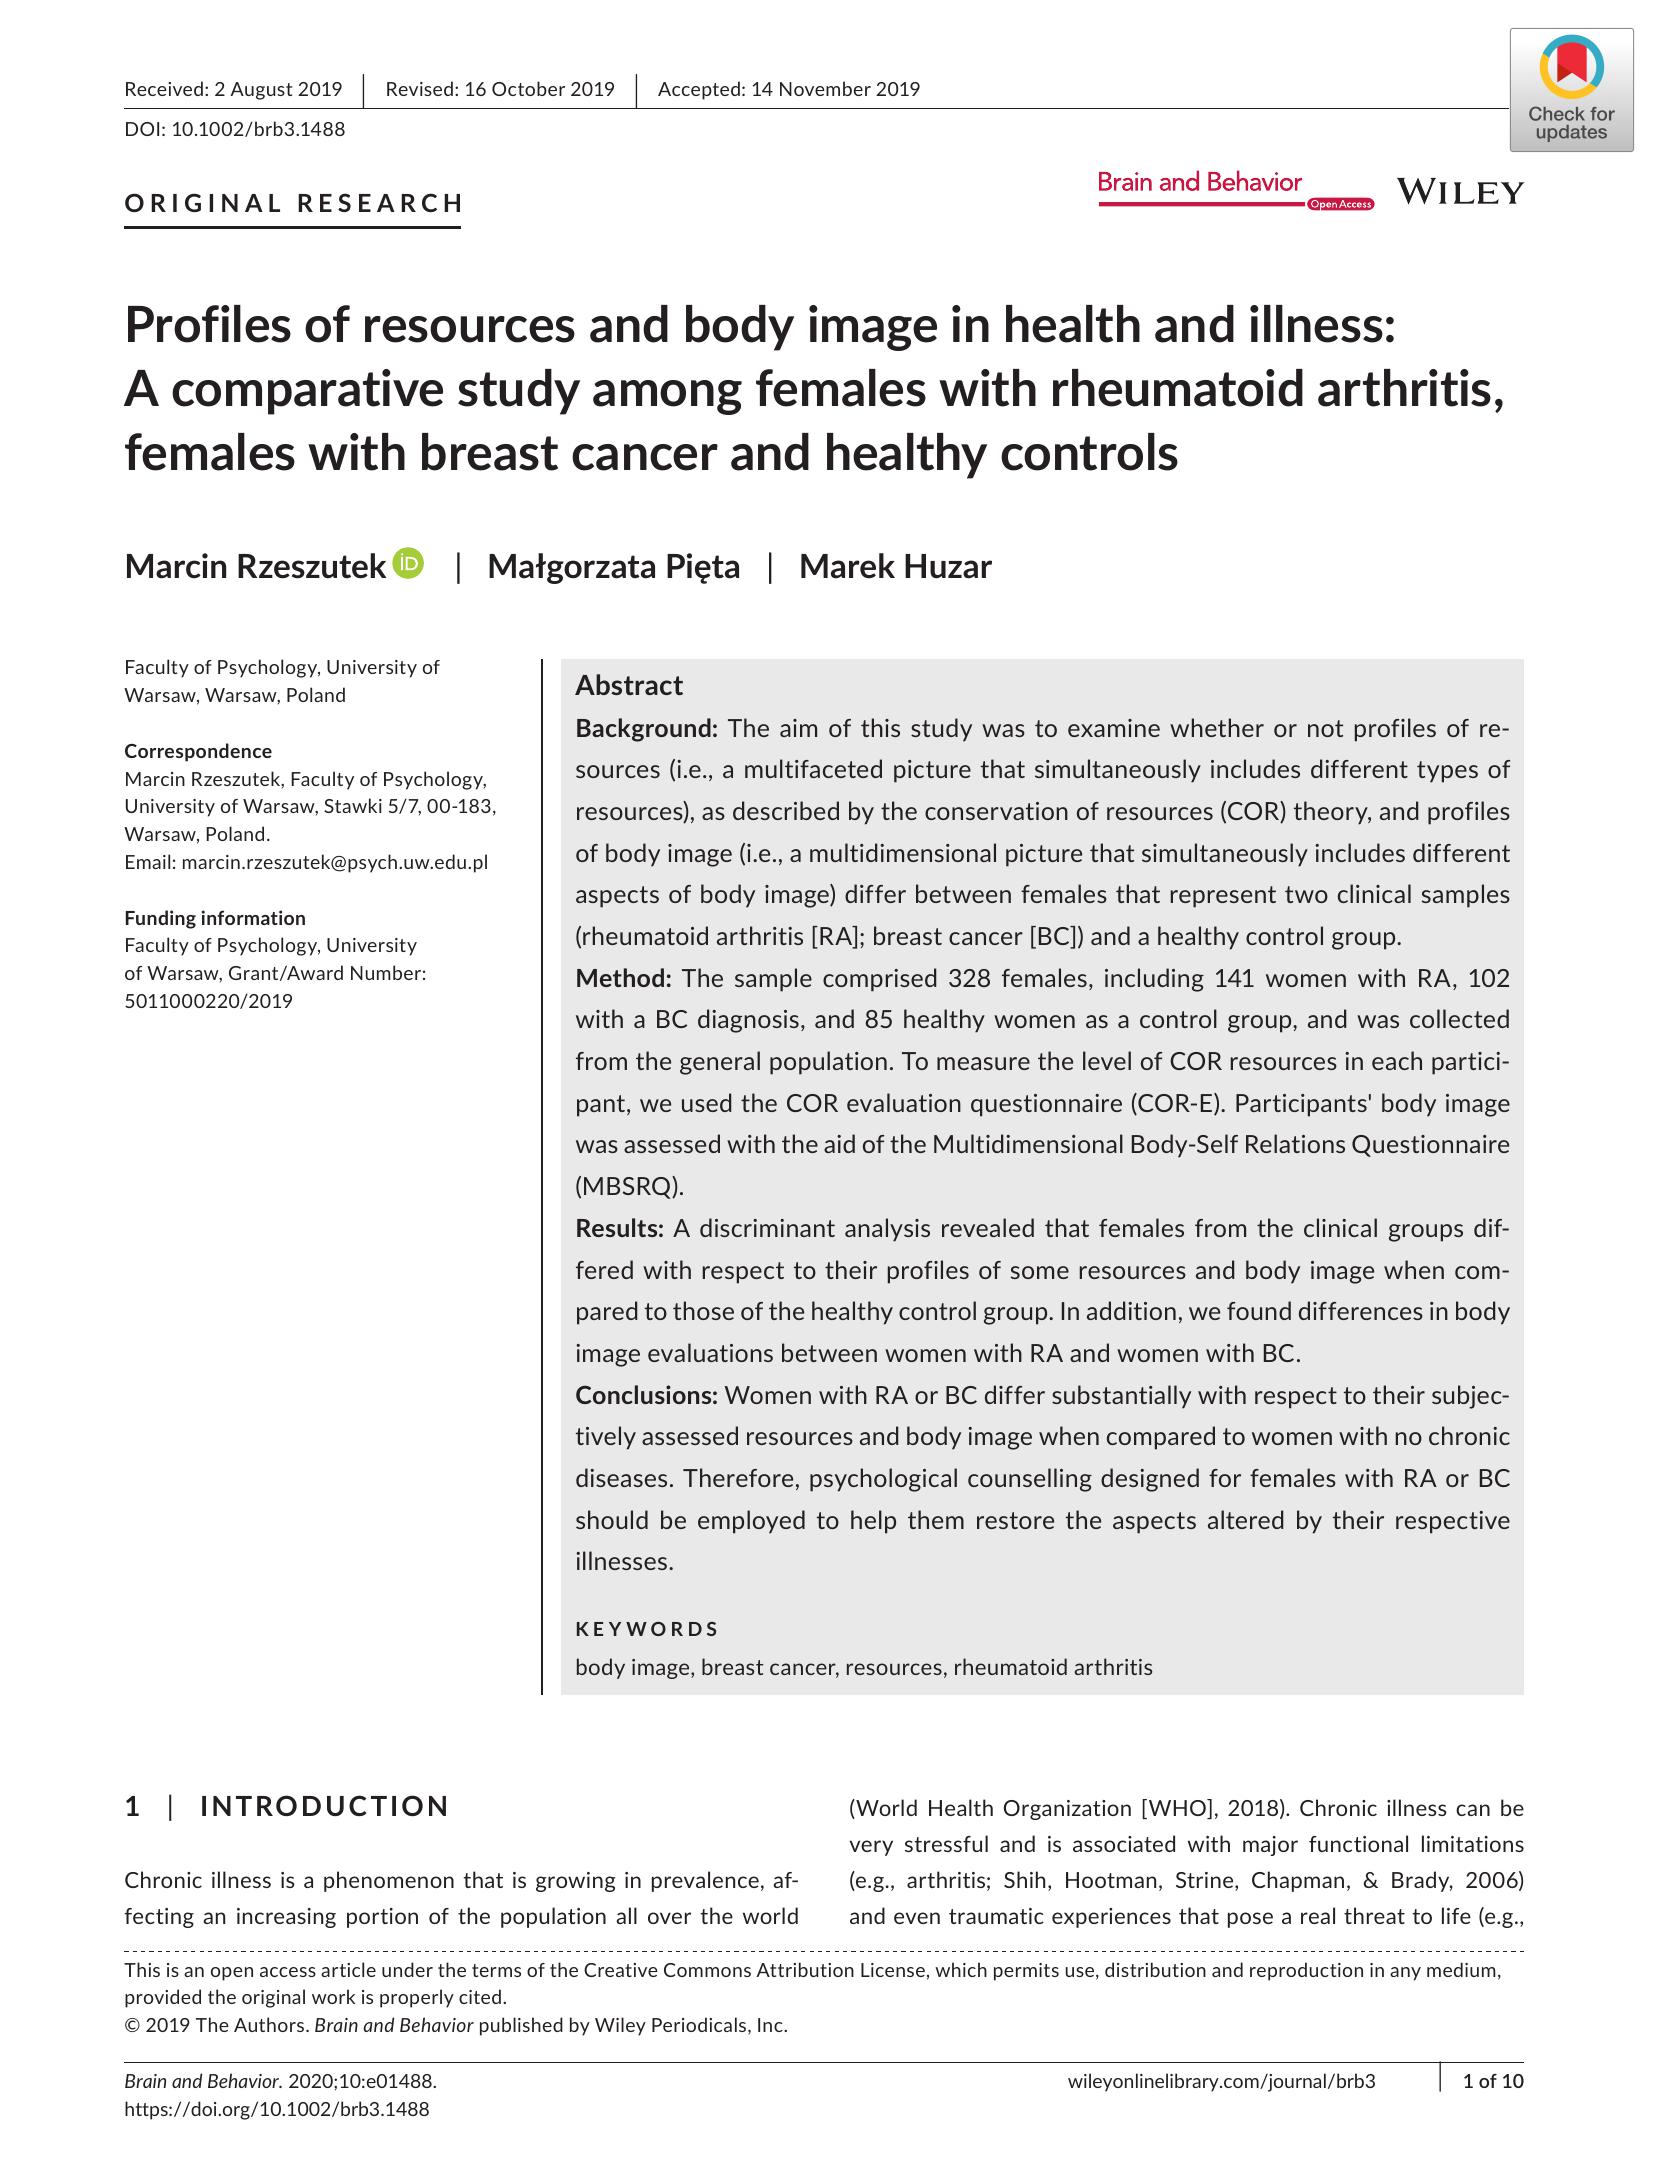 Received: 2 August 2019 | Revised: 16 October 2019 | Accepted: 14 November 2019
DOI: 10.1002/brb3.1488
Check for
updates
ORIGINAL RESEARCH
Brain and Behavior
Open Access
WILEY
Profiles of resources and body image in health and illness:
A comparative study among females with rheumatoid arthritis,
females with breast cancer and healthy controls
Marcin Rzeszutek iD | Małgorzata Pięta | Marek Huzar
Faculty of Psychology, University of
Warsaw, Warsaw, Poland
Correspondence
Marcin Rzeszutek, Faculty of Psychology,
University of Warsaw, Stawki 5/7, 00-183,
Warsaw, Poland.
Email: marcin.rzeszutek@psych.uw.edu.pl
Funding information
Faculty of Psychology, University
of Warsaw, Grant/Award Number:
5011000220/2019
Abstract
Background: The aim of this study was to examine whether or not profiles of re-
sources (i.e., a multifaceted picture that simultaneously includes different types of
resources), as described by the conservation of resources (COR) theory, and profiles
of body image (i.e., a multidimensional picture that simultaneously includes different
aspects of body image) differ between females that represent two clinical samples
(rheumatoid arthritis [RA]; breast cancer [BC]) and a healthy control group.
Method: The sample comprised 328 females, including 141 women with RA, 102
with a BC diagnosis, and 85 healthy women as a control group, and was collected
from the general population. To measure the level of COR resources in each partici-
pant, we used the COR evaluation questionnaire (COR-E). Participants' body image
was assessed with the aid of the Multidimensional Body-Self Relations Questionnaire
(MBSRQ).
Results: A discriminant analysis revealed that females from the clinical groups dif-
fered with respect to their profiles of some resources and body image when com-
pared to those of the healthy control group. In addition, we found differences in body
image evaluations between women with RA and women with BC.
Conclusions: Women with RA or BC differ substantially with respect to their subjec-
tively assessed resources and body image when compared to women with no chronic
diseases. Therefore, psychological counselling designed for females with RA or BC
should be employed to help them restore the aspects altered by their respective
illnesses.
KEYWORDS
body image, breast cancer, resources, rheumatoid arthritis
1 | INTRODUCTION
Chronic illness is a phenomenon that is growing in prevalence, af-
fecting an increasing portion of the population all over the world
(World Health Organization [WHO], 2018). Chronic illness can be
very stressful and is associated with major functional limitations
(e.g., arthritis; Shih, Hootman, Strine, Chapman, & Brady, 2006)
and even traumatic experiences that pose a real threat to life (e.g.,
This is an open access article under the terms of the Creative Commons Attribution License, which permits use, distribution and reproduction in any medium,
provided the original work is properly cited.
© 2019 The Authors. Brain and Behavior published by Wiley Periodicals, Inc.
Brain and Behavior. 2020;10:e01488.
https://doi.org/10.1002/brb3.1488
wileyonlinelibrary.com/journal/brb3 | 1 of 10